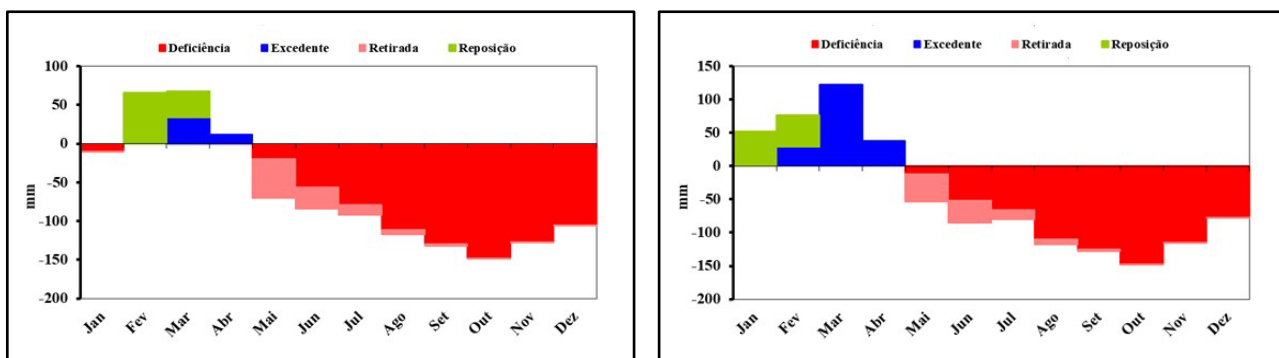 Deficiência Excedente Retirada Reposição
100
50
0
-50
-100
-150
-200
mm
Jan Fev Mar Abr Mai Jun Jul Ago Set Out Nov Dez
Deficiência Excedente Retirada Reposição
150
100
50
0
-50
-100
-150
-200
mm
Jan Fev Mar Abr Mai Jun Jul Ago Set Out Nov Dez